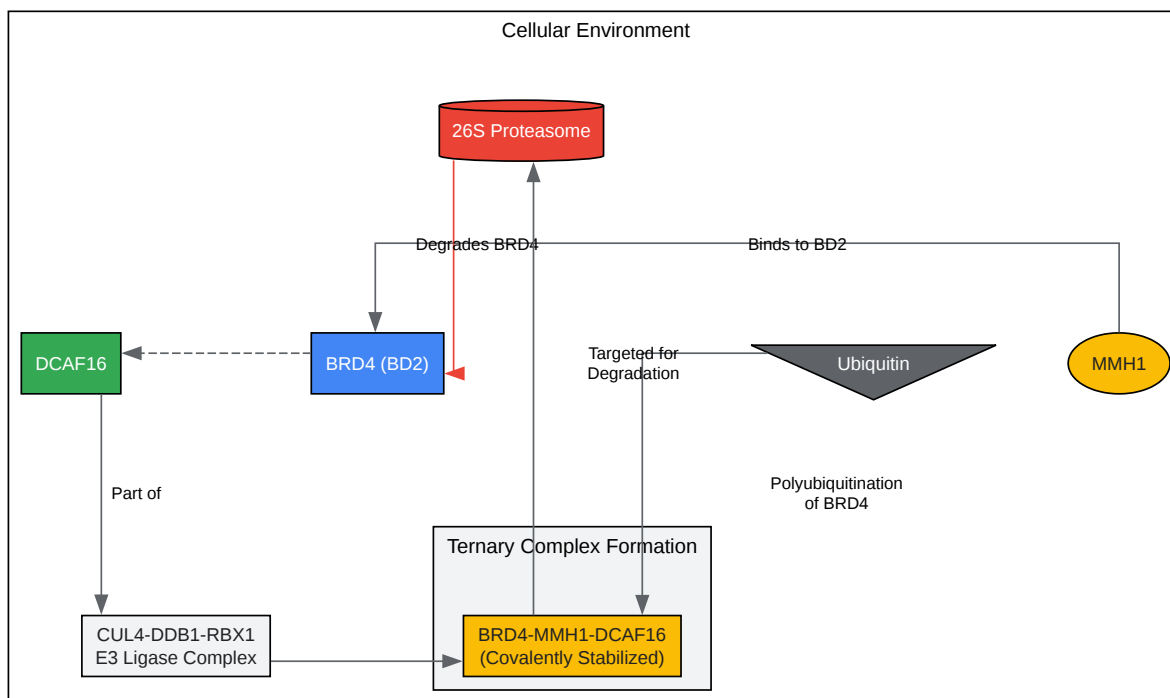 Cellular Environment
26S Proteasome
Degrades BRD4
Binds to BD2
DCAF16
BRD4 (BD2)
Targeted for
Degradation
Ubiquitin
MMH1
Part of
Polyubiquitination
of BRD4
Ternary Complex Formation
CUL4-DDB1-RBX1
E3 Ligase Complex
BRD4-MMH1-DCAF16
(Covalently Stabilized)